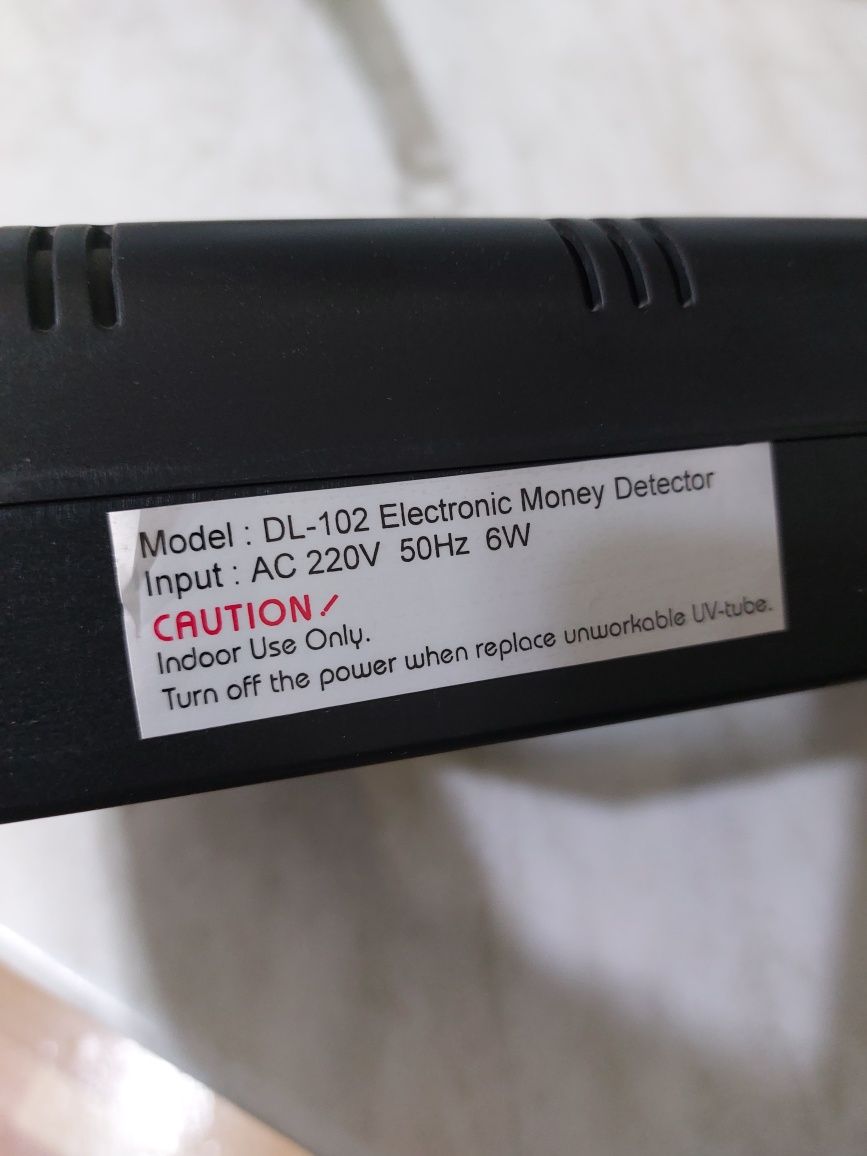 Model : DL-102 Electronic Money Detector
Input : AC 220V 50Hz 6W
CAUTION!
Indoor Use Only.
Turn off the power when replace unworkable UV-tube.